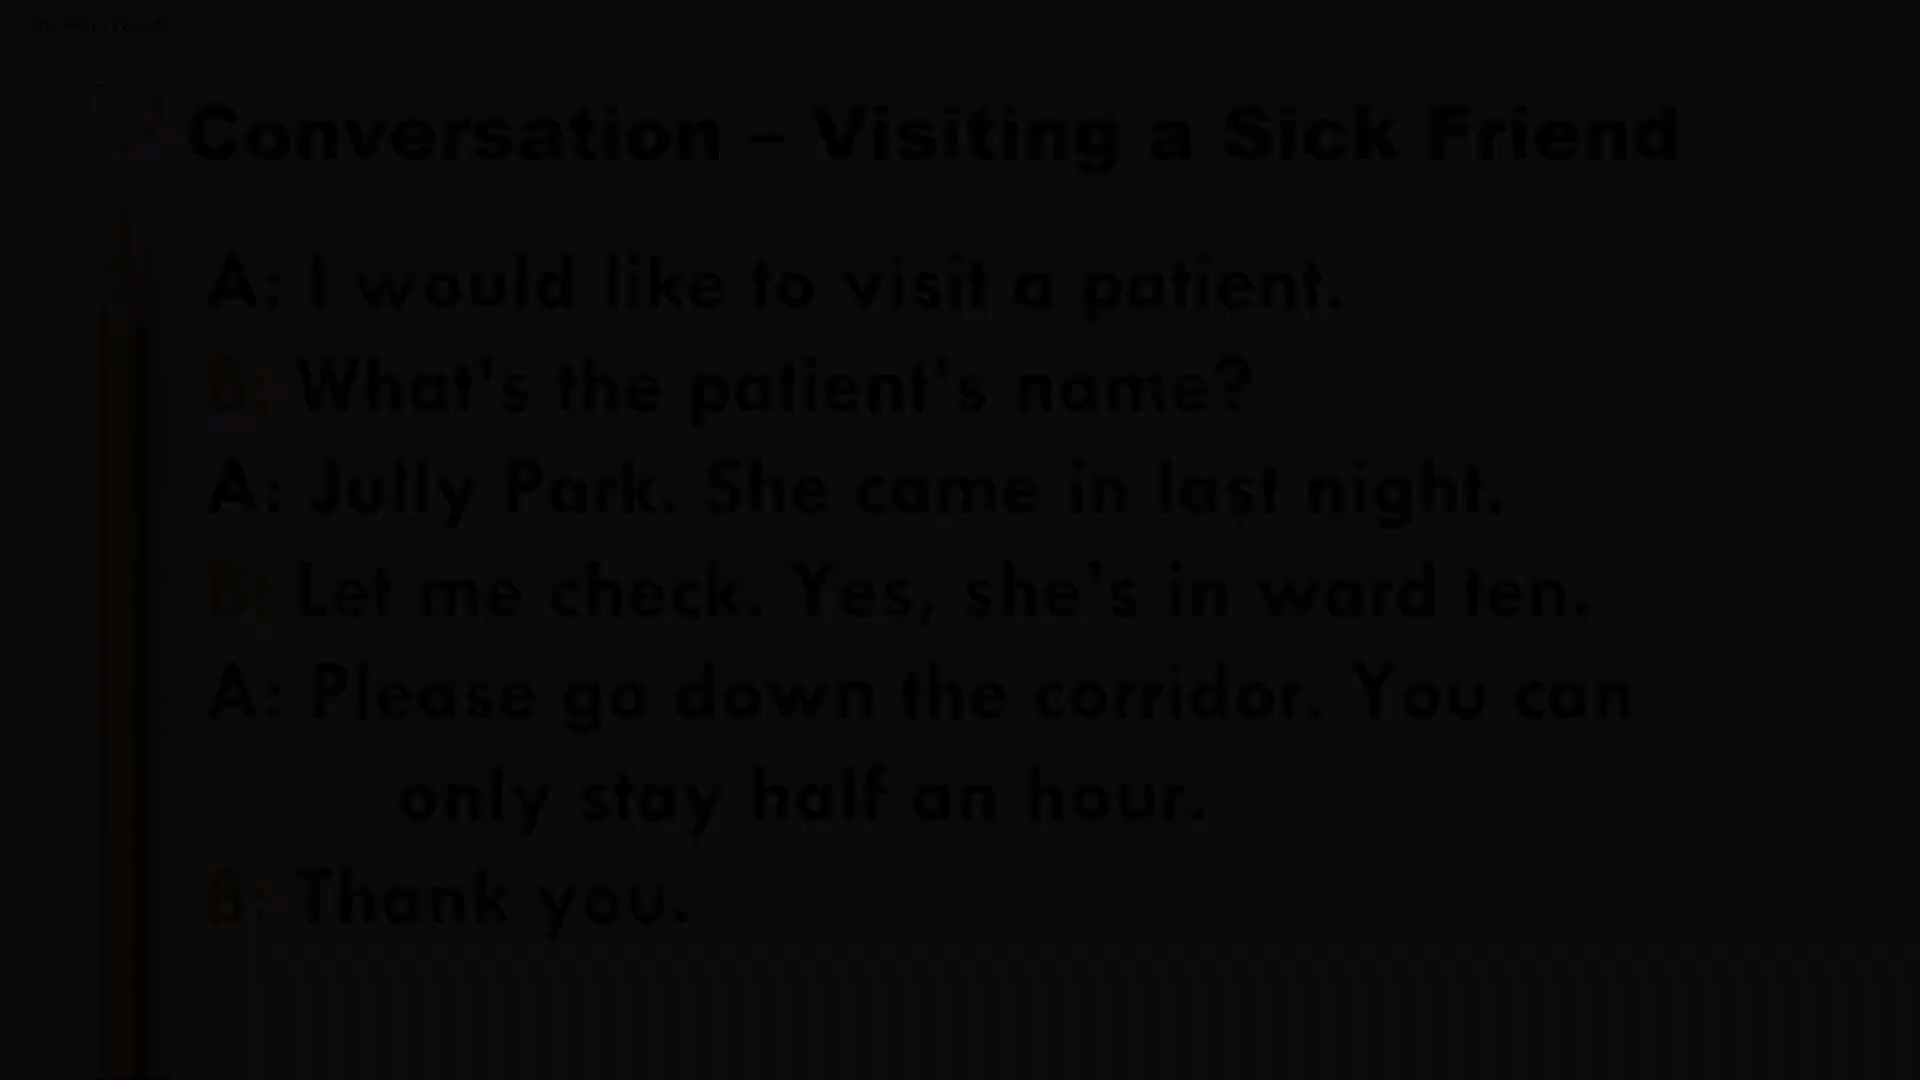 Conversation – Visiting a Sick Friend
A: I would like to visit a patient.
B: What's the patient's name?
A: Jully Park. She came in last night.
B: Let me check. Yes, she's in ward ten.
A: Please go down the corridor. You can
only stay half an hour.
B: Thank you.